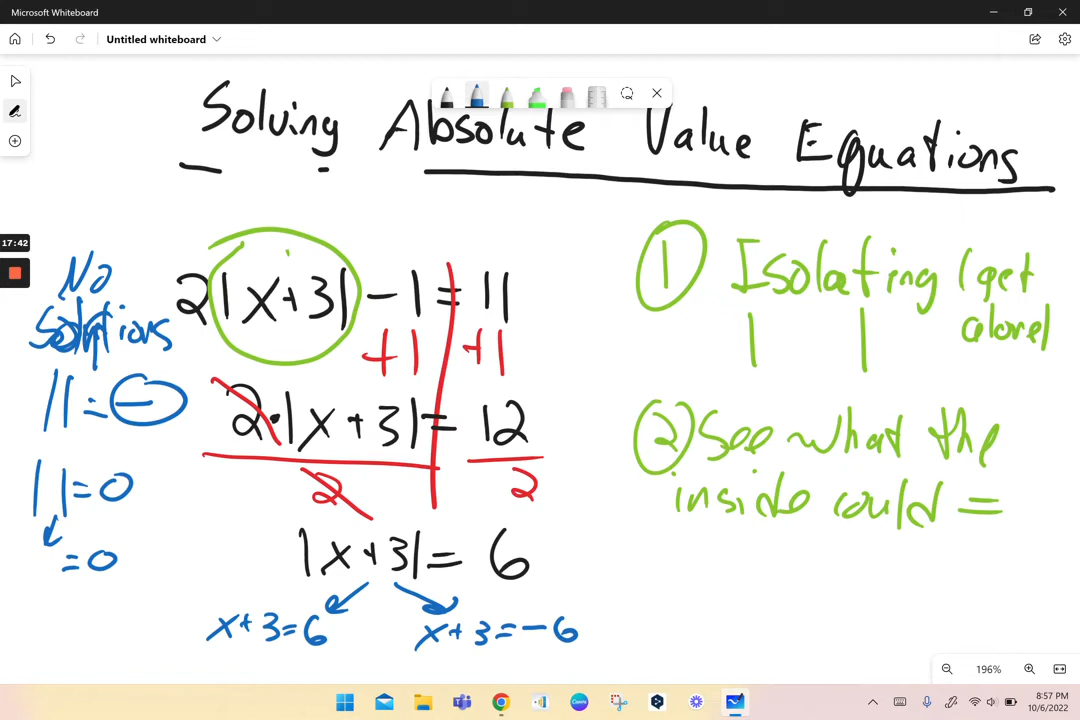 Microsoft Whiteboard
Untitled whiteboard
Solving Absolute Value Equations
17:42
No
Solutions
| | = −
| | = 0
= 0
2|x+3| − 1 = 11
+1 +1
2·|x+3| = 12
2 2
|x+3| = 6
x+3=6 x+3=−6
① Isolating (get
| | alone)
② See what the
inside could =
196%
8:57 PM
10/6/2022